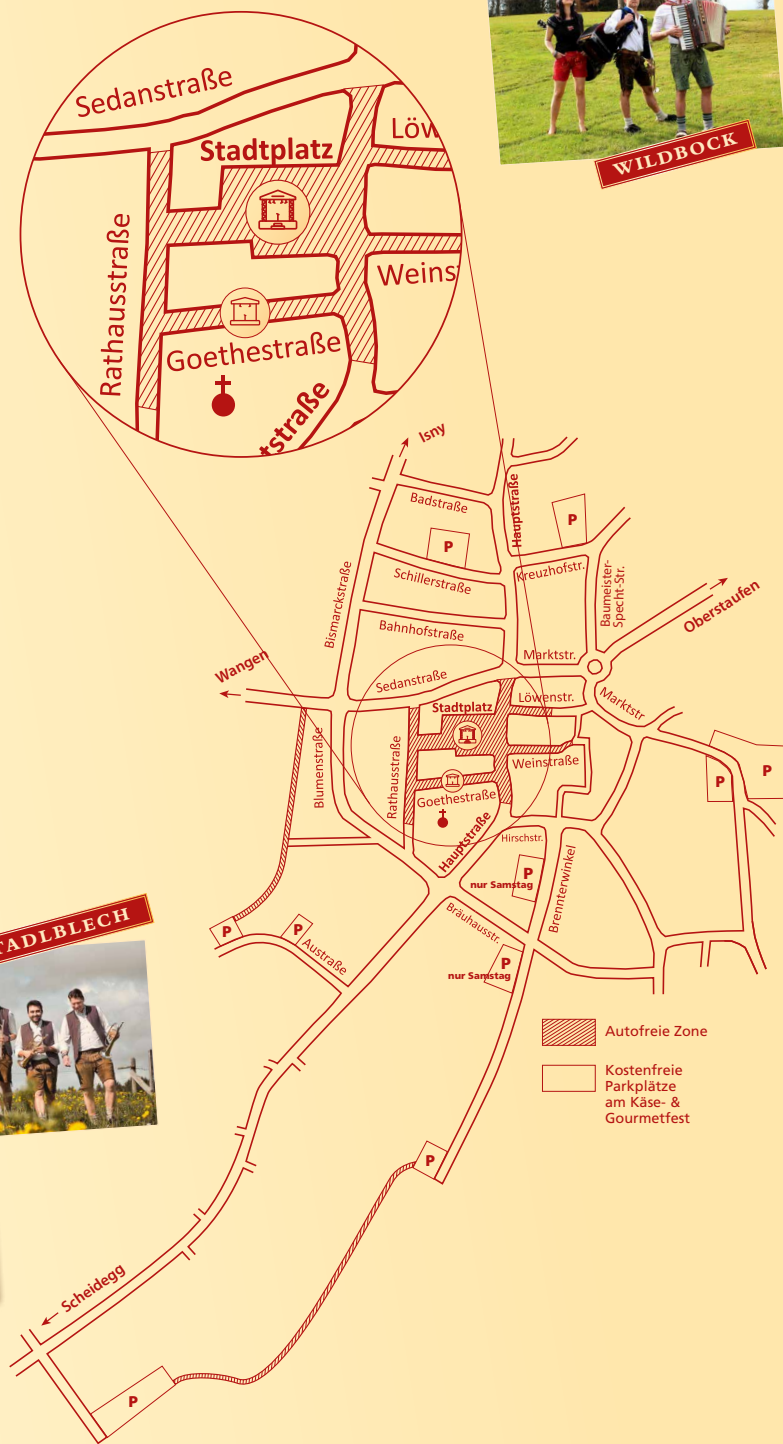 Sedanstraße
Stadtplatz
Löw
Rathausstraße
Weins
Goethestraße
tstraße
WILDBOCK
Isny
Badstraße
Hauptstraße
P
P
Schillerstraße
Kreuzhofstr.
Baumeister-
Specht-Str.
Bismarckstraße
Bahnhofstraße
Oberstaufen
Wangen
Marktstr.
Sedanstraße
Löwenstr.
Marktstr
Stadtplatz
Blumenstraße
Rathausstraße
Weinstraße
P
P
Goethestraße
Hauptstraße
Hirschstr.
P
nur Samstag
Brennterwinkel
TADLBLECH
P
P
Austraße
Bräuhausstr.
P
nur Samstag
Autofreie Zone
Kostenfreie
Parkplätze
am Käse- &
Gourmetfest
P
Scheidegg
P